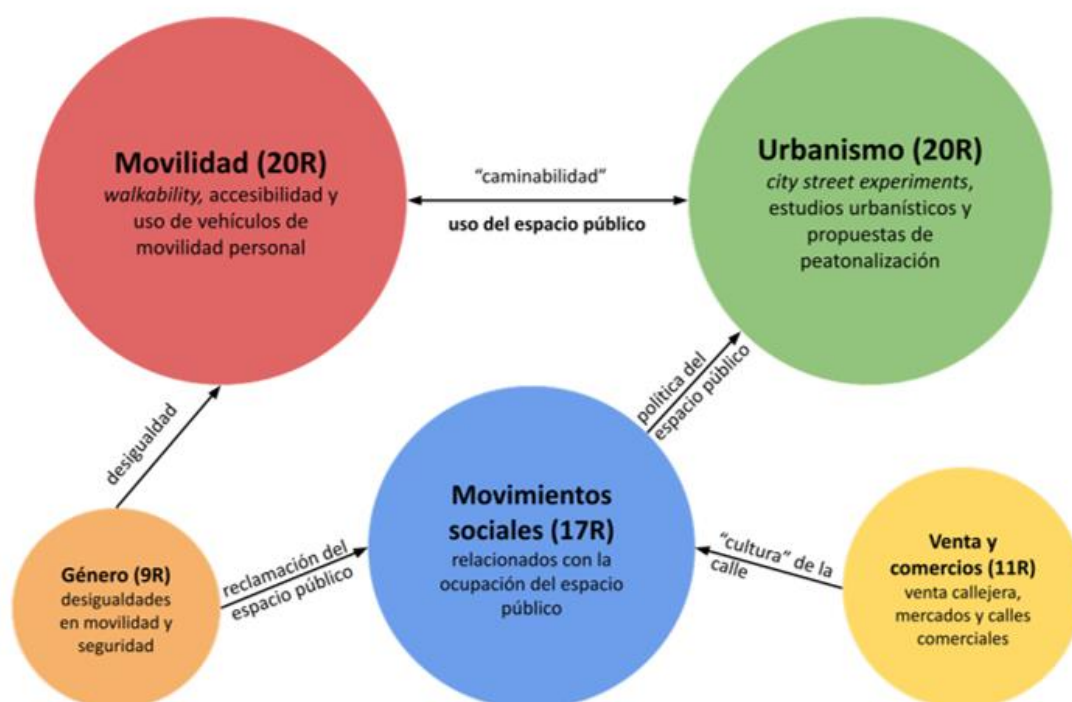 Movilidad (20R)
walkability, accesibilidad y
uso de vehículos de
movilidad personal
"caminabilidad"
uso del espacio público
Urbanismo (20R)
city street experiments,
estudios urbanísticos y
propuestas de
peatonalización
desigualdad
política del
espacio público
Género (9R)
desigualdades
en movilidad y
seguridad
reclamación del
espacio público
Movimientos
sociales (17R)
relacionados con la
ocupación del espacio
público
"cultura" de la
calle
Venta y
comercios (11R)
venta callejera,
mercados y calles
comerciales